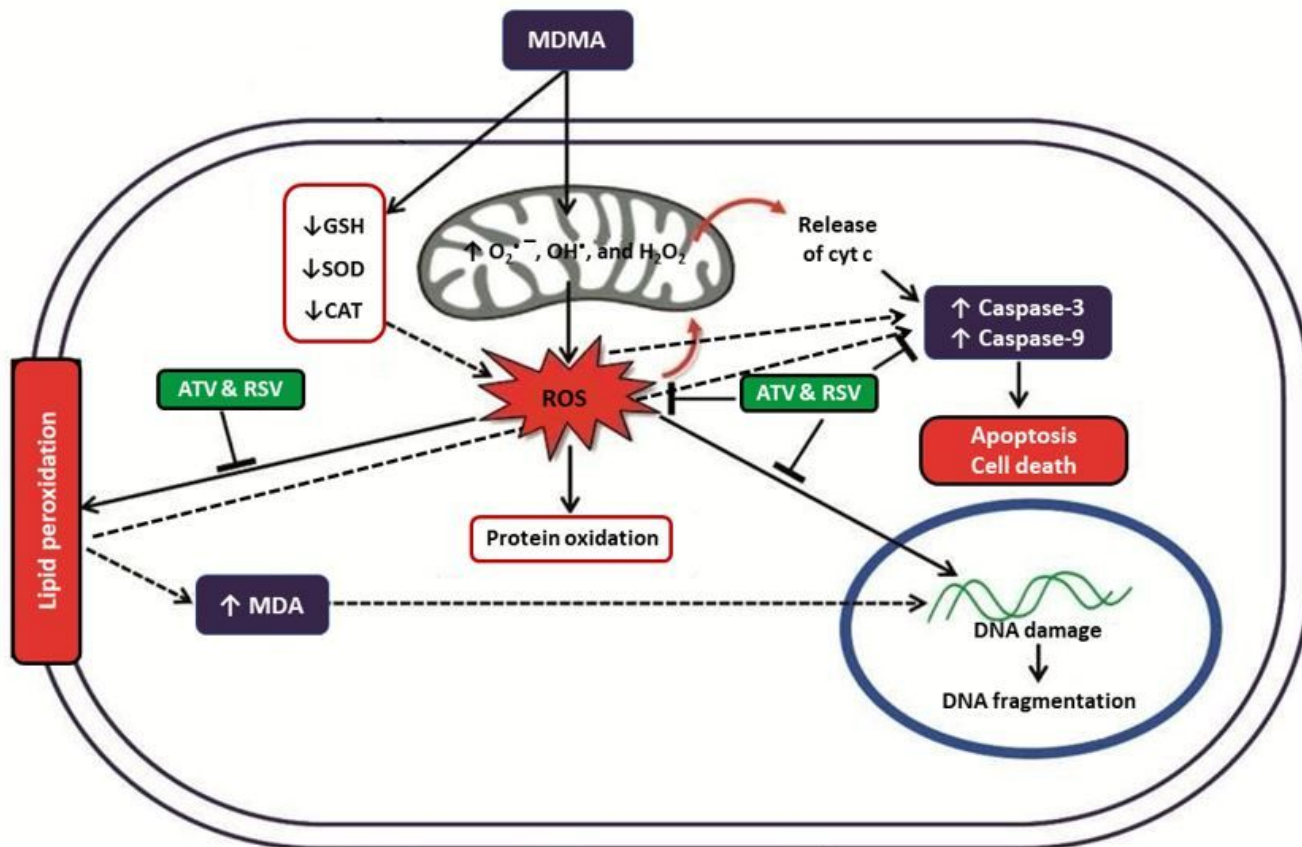 MDMA
↓GSH
↓SOD
↓CAT
↑ O₂•⁻, OH•, and H₂O₂
Release
of cyt c
↑ Caspase-3
↑ Caspase-9
ATV & RSV
ROS
ATV & RSV
Apoptosis
Cell death
Lipid peroxidation
Protein oxidation
↑ MDA
DNA damage
DNA fragmentation